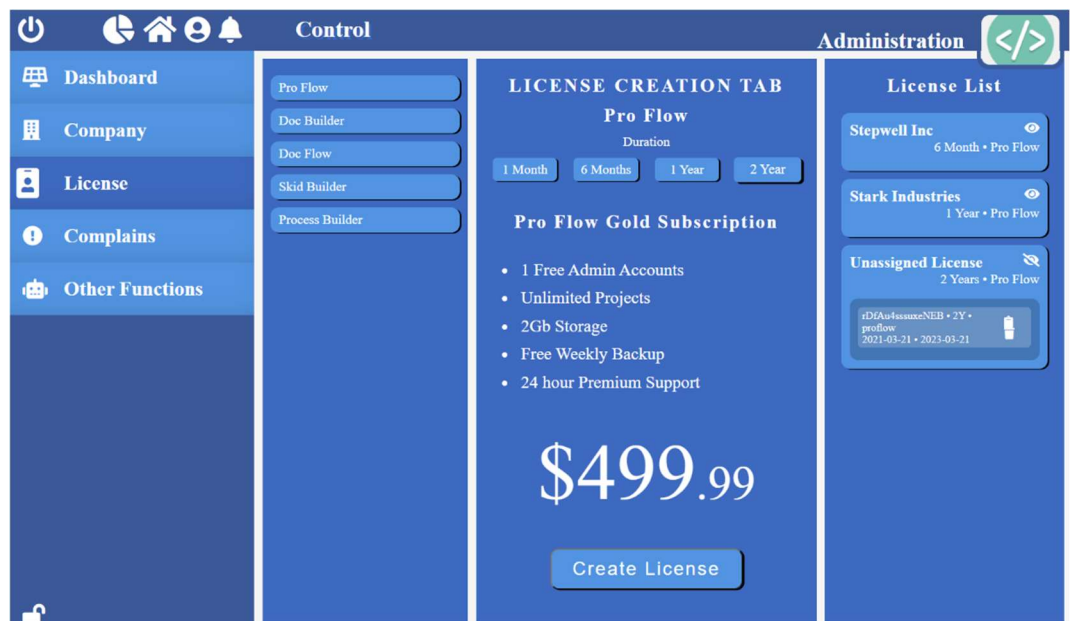 Control
Administration
Dashboard
Company
License
Complains
Other Functions
Pro Flow
Doc Builder
Doc Flow
Skid Builder
Process Builder
LICENSE CREATION TAB
Pro Flow
Duration
1 Month
6 Months
1 Year
2 Year
Pro Flow Gold Subscription
• 1 Free Admin Accounts
• Unlimited Projects
• 2Gb Storage
• Free Weekly Backup
• 24 hour Premium Support
$499.99
Create License
License List
Stepwell Inc
6 Month • Pro Flow
Stark Industries
1 Year • Pro Flow
Unassigned License
2 Years • Pro Flow
rDfAu4sssuxeNEB • 2Y •
proflow
2021-03-21 • 2023-03-21